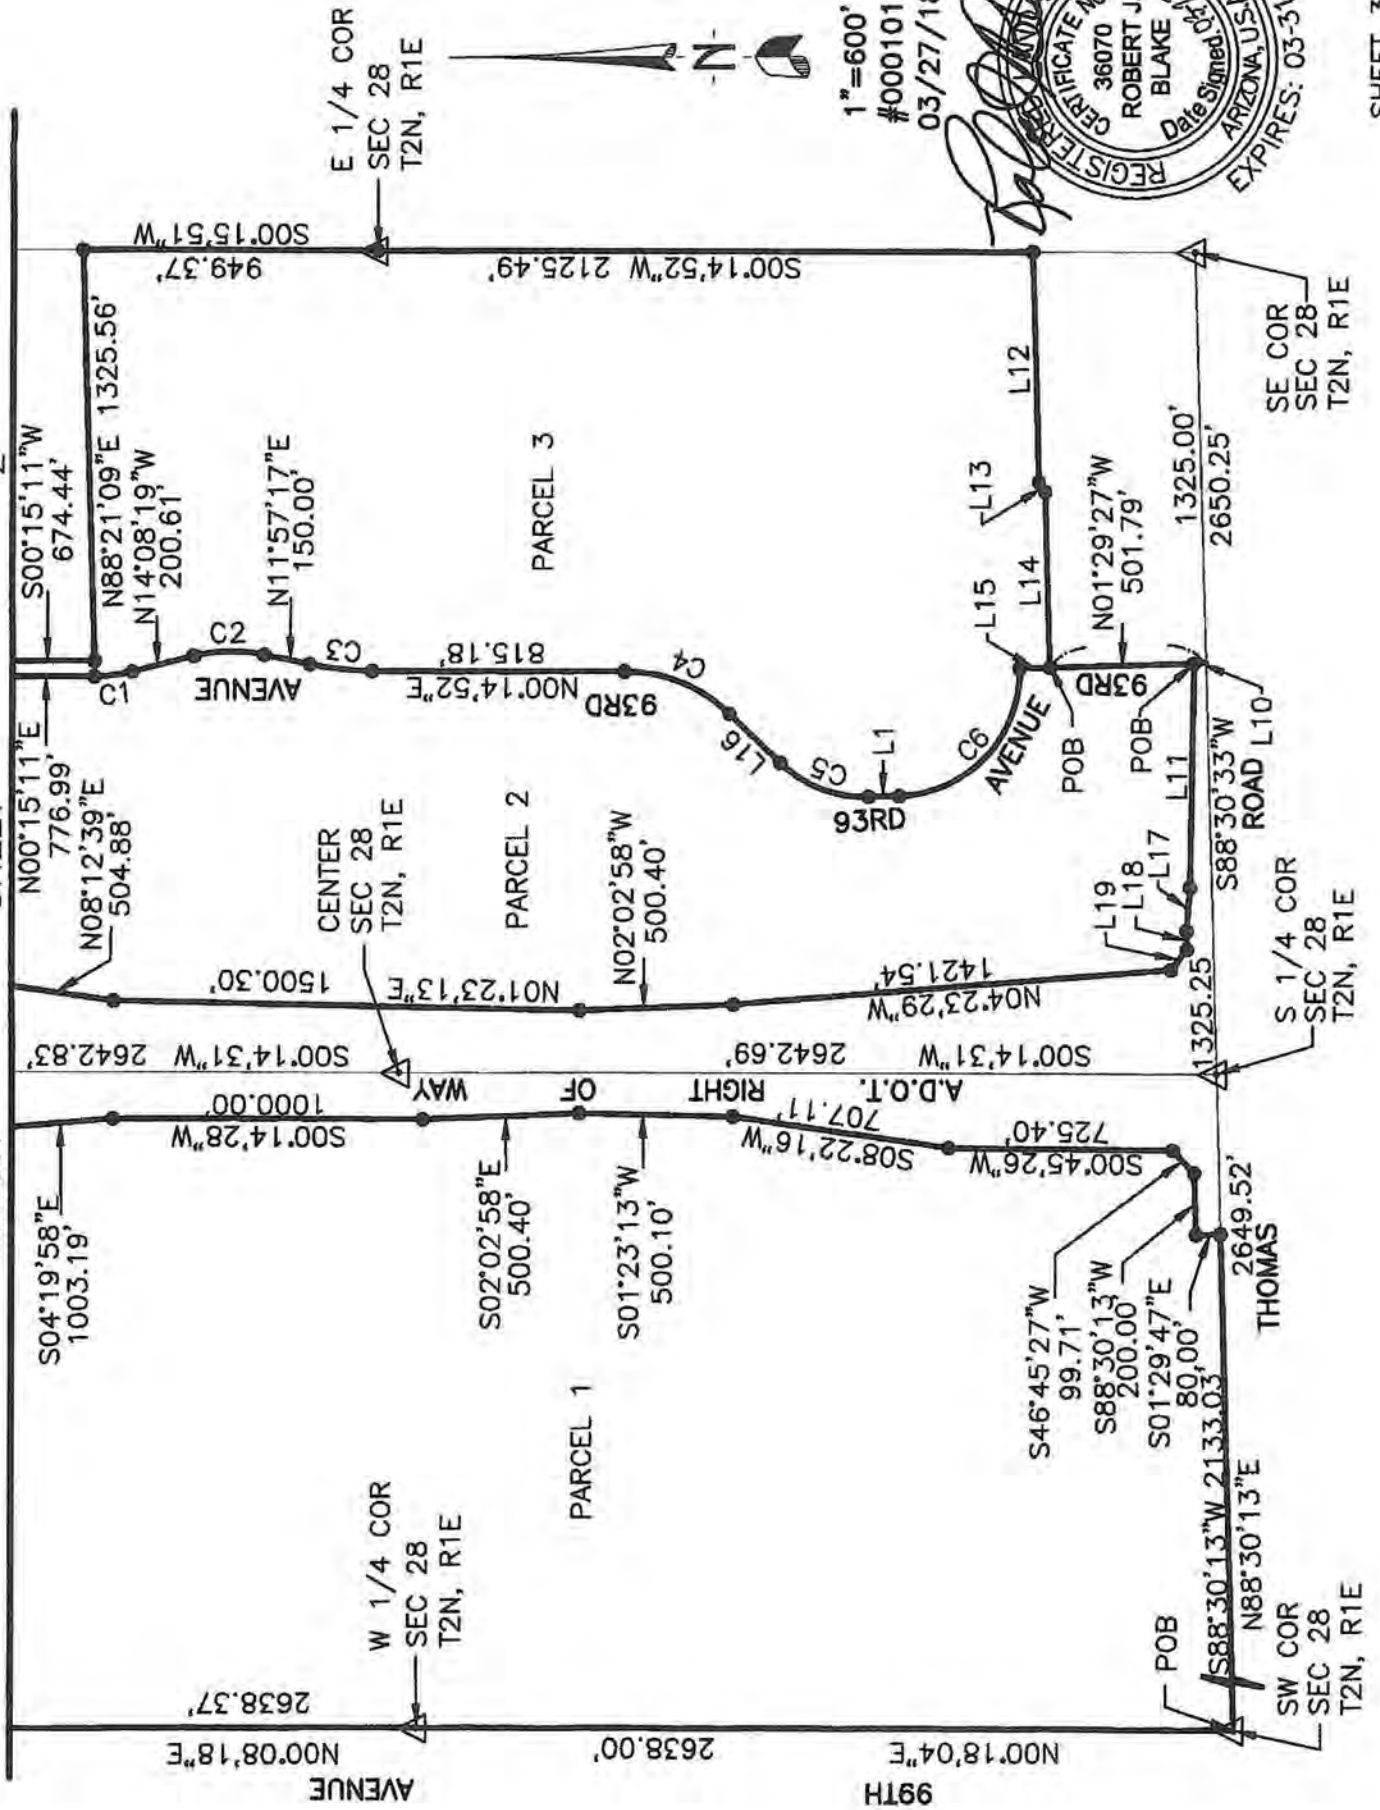 S00°15'11"W
674.44'
N00°15'11"E
776.99'
N08°12'39"E
504.88'
S04°19'58"E
1003.19'
N88°21'09"E 1325.56'
N14°08'19"W
200.61'
C1
C2
AVENUE
N11°57'17"E
150.00'
C3
S00°15'51"W
949.37'
E 1/4 COR
SEC 28
T2N, R1E
N
1"=600'
#000101
03/27/18
REGISTERED
CERTIFICATE NO.
36070
ROBERT J.
BLAKE
Date Signed
ARIZONA, U.S.A.
EXPIRES: 03-31
SHEET 3
S00°14'52"W 2125.49'
PARCEL 3
N00°14'52"E
815.18'
93RD
C4
L16
C5
L1
93RD
C6
AVENUE
L15
L14
L13
L12
POB
93RD
N01°29'27"W
501.79'
POB
L11
L10
1325.00'
2650.25'
S88°30'33"W
ROAD
SE COR
SEC 28
T2N, R1E
CENTER
SEC 28
T2N, R1E
PARCEL 2
N01°23'13"E
1500.30'
N02°02'58"W
500.40'
N04°23'29"W
1421.54'
L19
L18
L17
1325.25
S 1/4 COR
SEC 28
T2N, R1E
S00°14'31"W 2642.83'
S00°14'31"W 2642.69'
A.D.O.T. RIGHT OF WAY
S00°14'28"W
1000.00'
S02°02'58"E
500.40'
S01°23'13"W
500.10'
S08°22'16"W
707.11'
S00°45'26"W
725.40'
S46°45'27"W
99.71'
S88°30'13"W
200.00'
S01°29'47"E
80.00'
2649.52'
THOMAS
PARCEL 1
W 1/4 COR
SEC 28
T2N, R1E
S88°30'13"W 2133.03'
N88°30'13"E
POB
SW COR
SEC 28
T2N, R1E
N00°08'18"E
2638.37'
AVENUE
N00°18'04"E
2638.00'
99TH